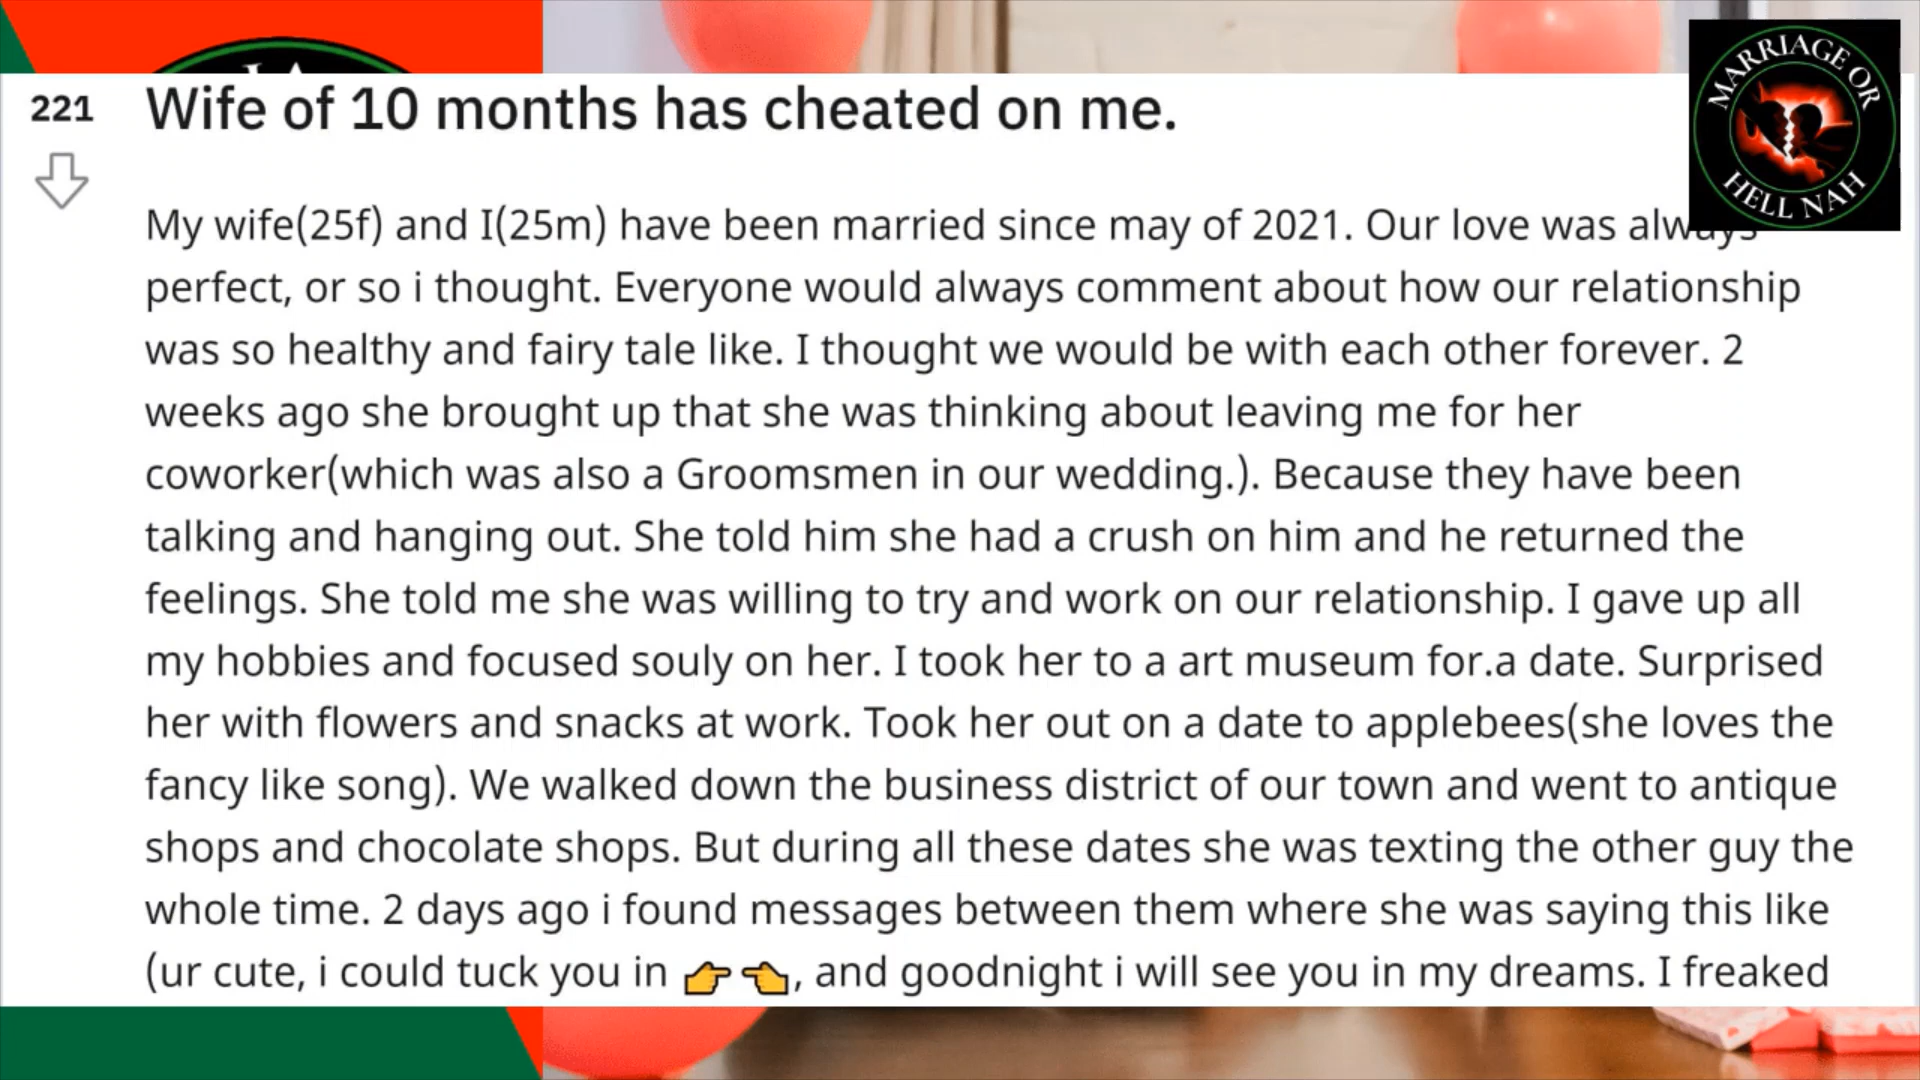 221
Wife of 10 months has cheated on me.
MARRIAGE OR
HELL NAH
My wife(25f) and I(25m) have been married since may of 2021. Our love was always
perfect, or so i thought. Everyone would always comment about how our relationship
was so healthy and fairy tale like. I thought we would be with each other forever. 2
weeks ago she brought up that she was thinking about leaving me for her
coworker(which was also a Groomsmen in our wedding.). Because they have been
talking and hanging out. She told him she had a crush on him and he returned the
feelings. She told me she was willing to try and work on our relationship. I gave up all
my hobbies and focused souly on her. I took her to a art museum for.a date. Surprised
her with flowers and snacks at work. Took her out on a date to applebees(she loves the
fancy like song). We walked down the business district of our town and went to antique
shops and chocolate shops. But during all these dates she was texting the other guy the
whole time. 2 days ago i found messages between them where she was saying this like
(ur cute, i could tuck you in 👉👈, and goodnight i will see you in my dreams. I freaked